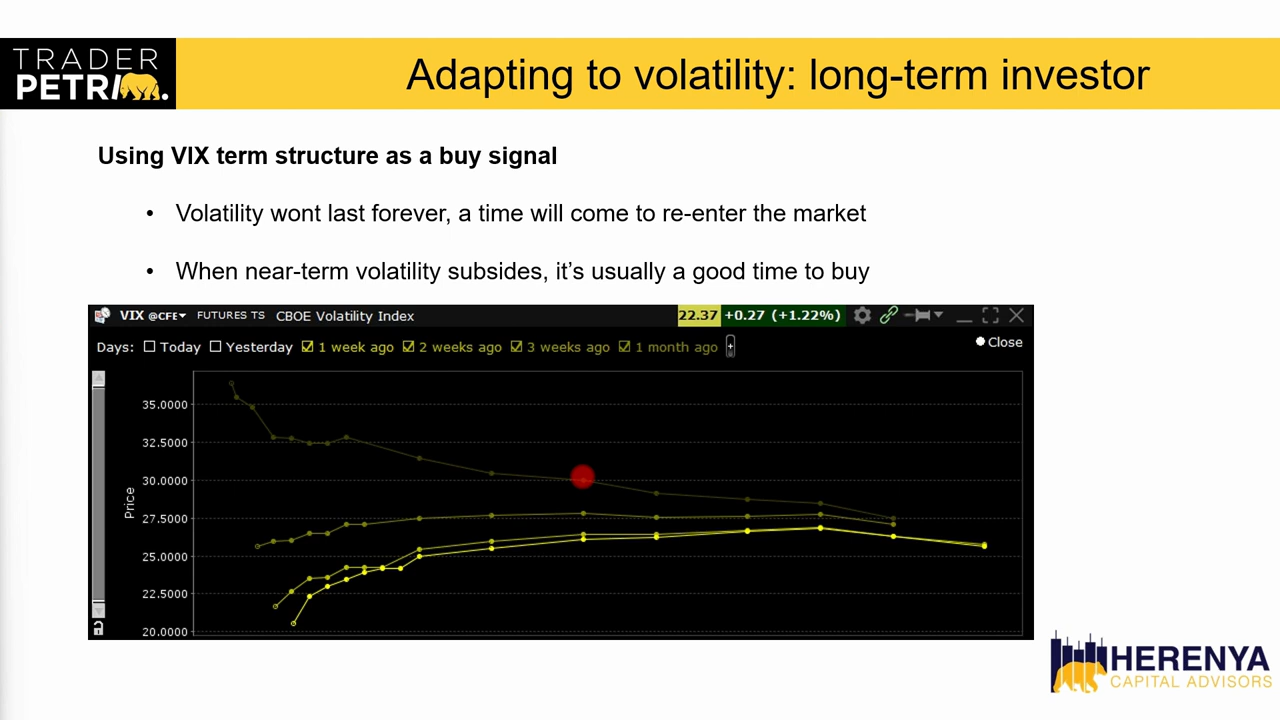 TRADER
PETRI.
Adapting to volatility: long-term investor
Using VIX term structure as a buy signal
• Volatility wont last forever, a time will come to re-enter the market
• When near-term volatility subsides, it's usually a good time to buy
VIX @CFE FUTURES TS CBOE Volatility Index 22.37 +0.27 (+1.22%)
Days: Today Yesterday 1 week ago 2 weeks ago 3 weeks ago 1 month ago +
Close
35.0000
32.5000
30.0000
27.5000
25.0000
22.5000
20.0000
Price
HERENYA
CAPITAL ADVISORS